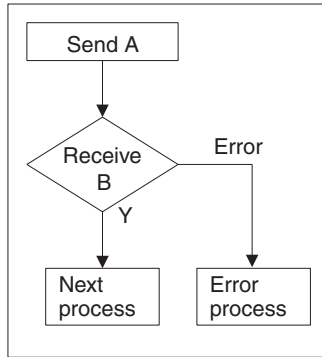 Send A
Receive
B
Error
Y
Next
process
Error
process